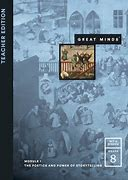 TEACHER EDITION
GREAT MINDS
MODULE 1
THE POETICS AND POWER OF STORYTELLING
8